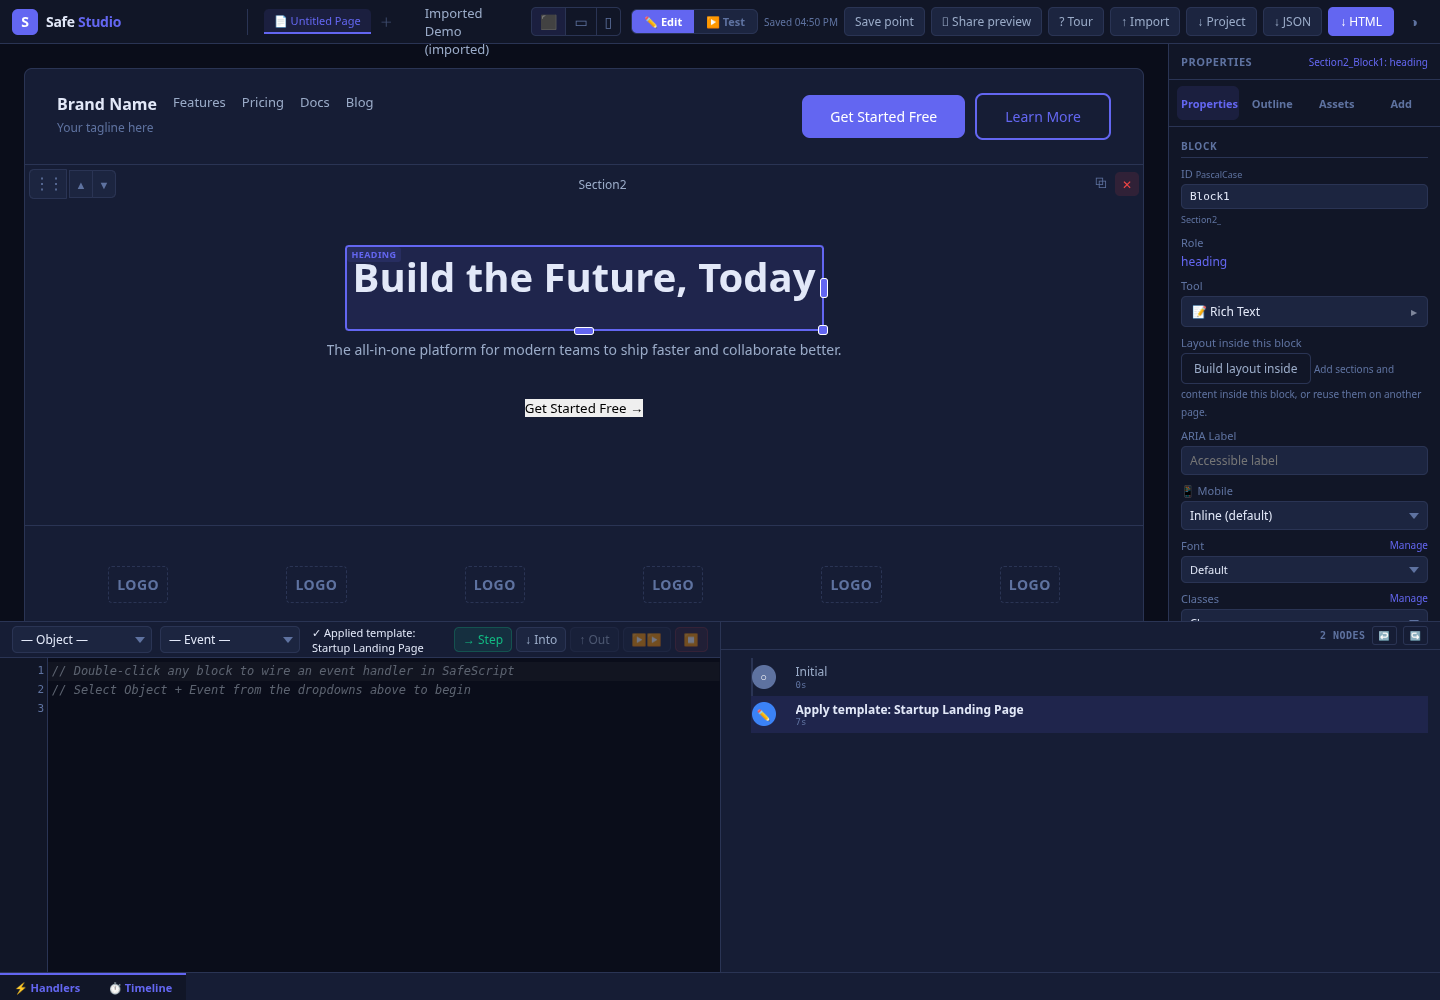 S Safe Studio
📄 Untitled Page +
Imported
Demo
(imported)
✏️ Edit ▶️ Test Saved 04:50 PM Save point Share preview ? Tour ↑ Import ↓ Project ↓ JSON ↓ HTML
Brand Name Features Pricing Docs Blog
Your tagline here
Get Started Free Learn More
Section2
HEADING
Build the Future, Today
The all-in-one platform for modern teams to ship faster and collaborate better.
Get Started Free →
LOGO LOGO LOGO LOGO LOGO LOGO
PROPERTIES Section2_Block1: heading
Properties Outline Assets Add
BLOCK
ID PascalCase
Block1
Section2_
Role
heading
Tool
📝 Rich Text ▸
Layout inside this block
Build layout inside Add sections and
content inside this block, or reuse them on another
page.
ARIA Label
Accessible label
📱 Mobile
Inline (default)
Font Manage
Default
Classes Manage
— Object — — Event —
✓ Applied template:
Startup Landing Page
→ Step ↓ Into ↑ Out
1 // Double-click any block to wire an event handler in SafeScript
2 // Select Object + Event from the dropdowns above to begin
3
2 NODES
Initial
0s
Apply template: Startup Landing Page
7s
⚡ Handlers ⏱️ Timeline